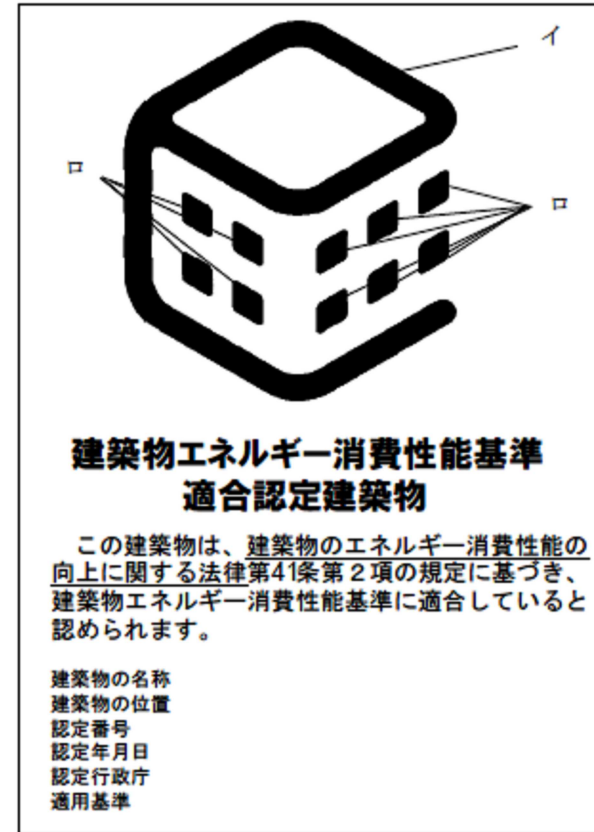 イ
ロ
ロ
建築物エネルギー消費性能基準
適合認定建築物
この建築物は、建築物のエネルギー消費性能の
向上に関する法律第41条第２項の規定に基づき、
建築物エネルギー消費性能基準に適合していると
認められます。
建築物の名称
建築物の位置
認定番号
認定年月日
認定行政庁
適用基準